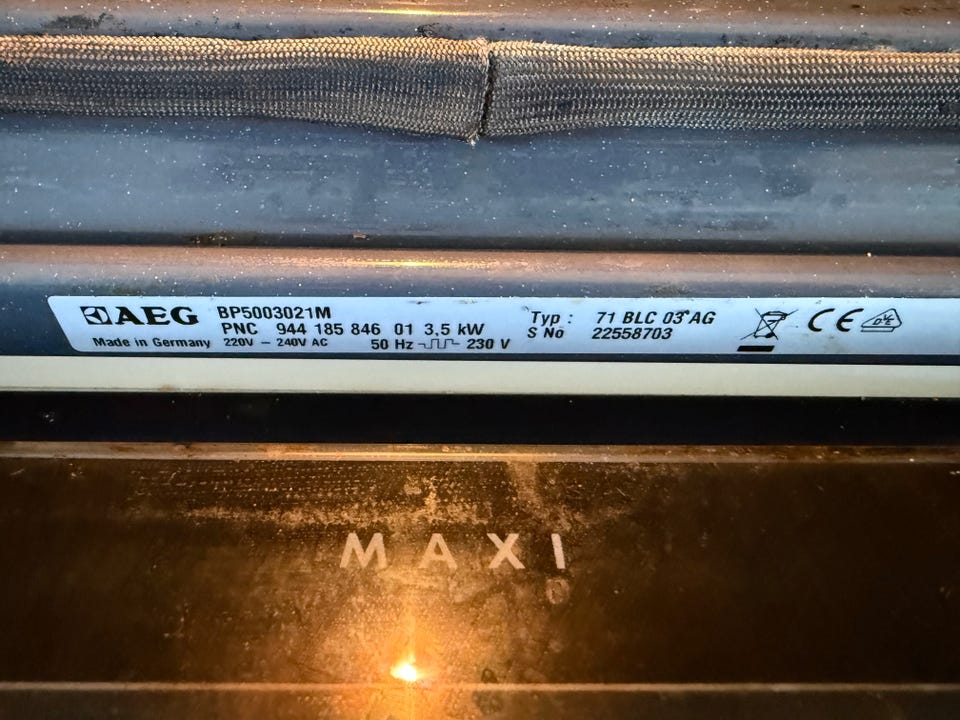 AEG BP5003021M Typ : 71 BLC 03 AG
PNC 944 185 846 01 3,5 kW S No 22558703
Made in Germany 220V – 240V AC 50 Hz 230 V
CE
DVE
MAXI